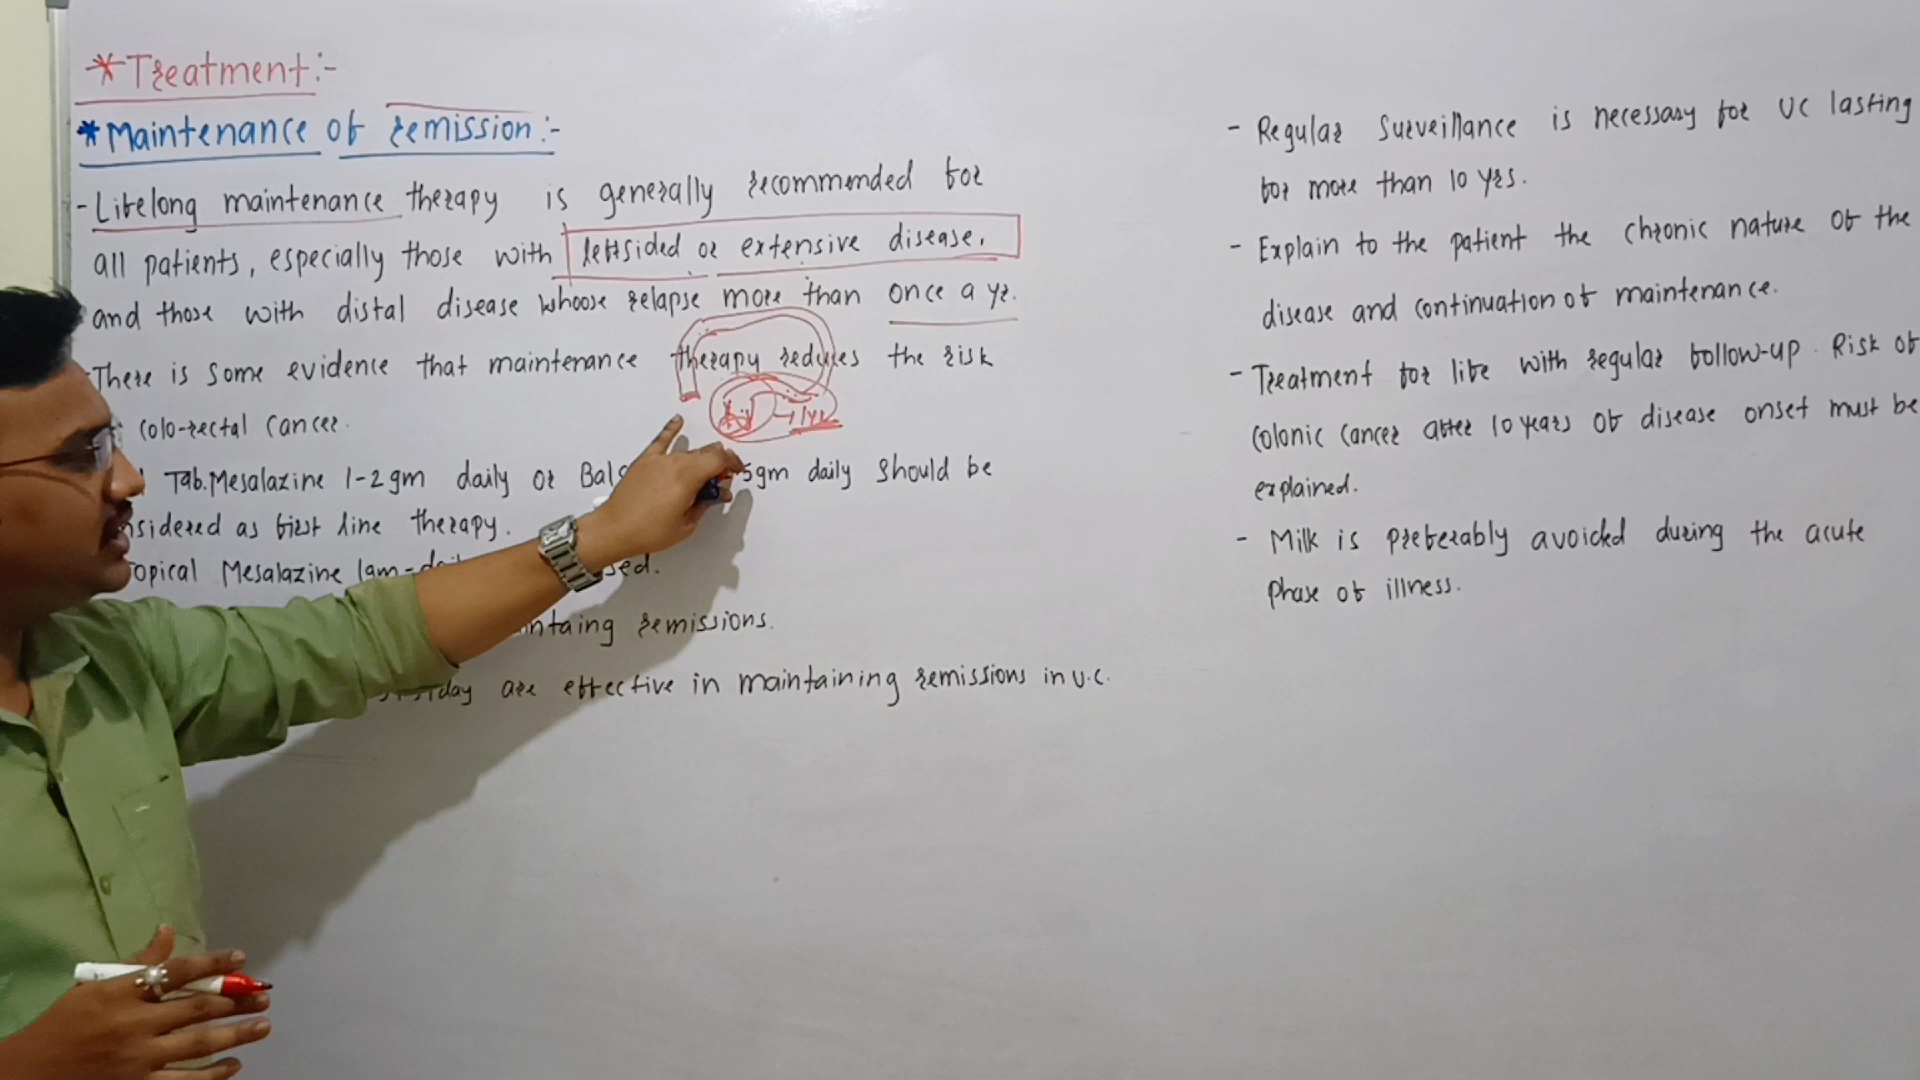 *Treatment:-
*Maintenance of remission:-
- Lifelong maintenance therapy is generally recommended for
all patients, especially those with leftsided or extensive disease,
and those with distal disease whose relapse more than once a yr.
There is some evidence that maintenance therapy reduces the risk
colo-rectal cancer.
Tab. Mesalazine 1-2gm daily or 5gm daily should be
as first line therapy.
Mesalazine 1gm
remissions.
are effective in maintaining remissions in U.C.
1yr
- Regular Surveillance is necessary for UC lasting
for more than 10 yrs.
- Explain to the patient the chronic nature of the
disease and continuation of maintenance.
- Treatment for life with regular follow-up. Risk of
Colonic cancer after 10 years of disease onset must be
explained.
- Milk is preferably avoided during the acute
Phase of illness.